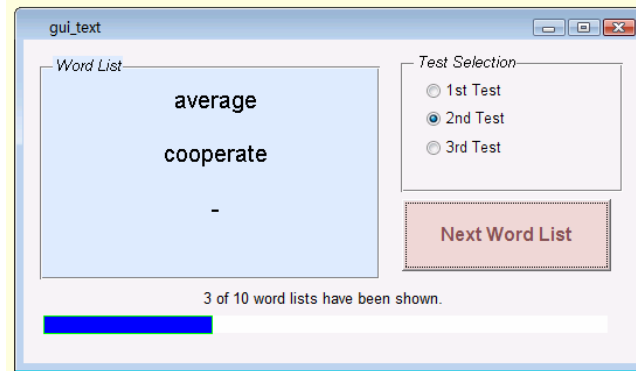 gui_text
Word List
average
cooperate
-
Test Selection
1st Test
2nd Test
3rd Test
Next Word List
3 of 10 word lists have been shown.